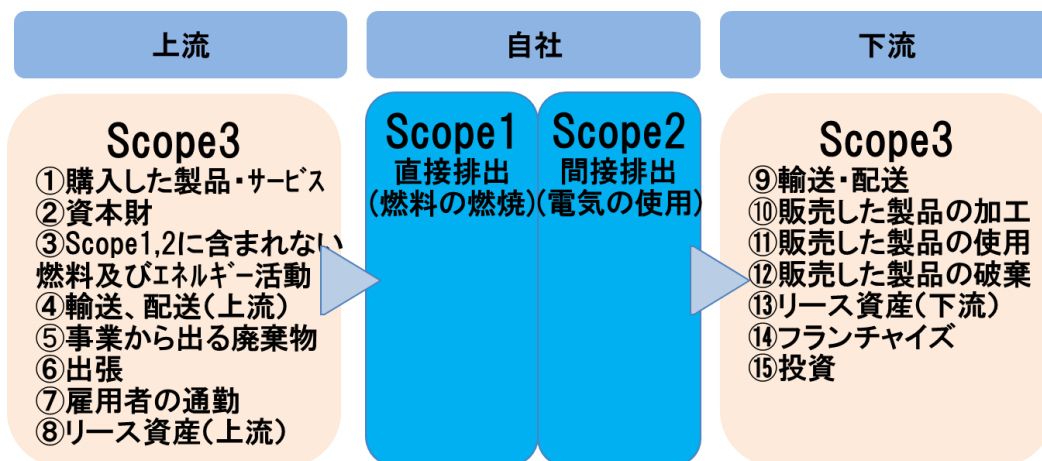 上流
Scope3
①購入した製品・サービス
②資本財
③Scope1,2に含まれない
燃料及びエネルギー活動
④輸送、配送(上流)
⑤事業から出る廃棄物
⑥出張
⑦雇用者の通勤
⑧リース資産(上流)
自社
Scope1
直接排出
(燃料の燃焼)
Scope2
間接排出
(電気の使用)
下流
Scope3
⑨輸送・配送
⑩販売した製品の加工
⑪販売した製品の使用
⑫販売した製品の破棄
⑬リース資産(下流)
⑭フランチャイズ
⑮投資